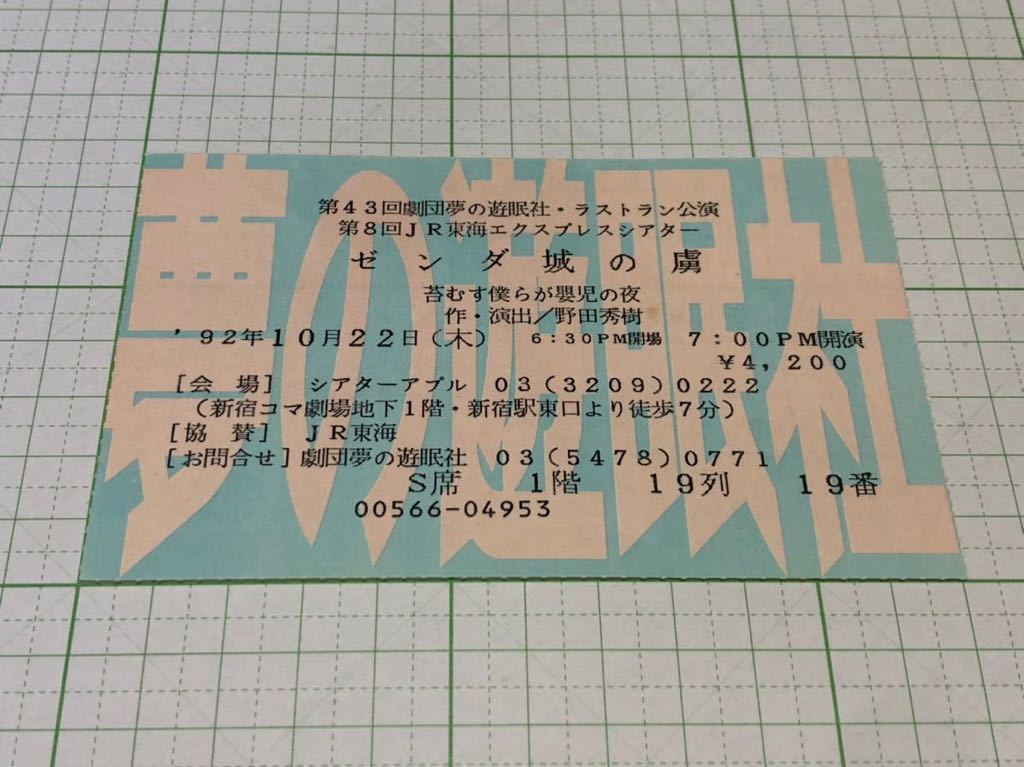 夢の遊眠社
第43回劇団夢の遊眠社・ラストラン公演
第8回JR東海エクスプレスシアター
ゼンダ城の虜
苔むす僕らが嬰児の夜
作・演出／野田秀樹
'92年10月22日(木) 6:30PM開場 7:00PM開演
¥4,200
[会 場] シアターアプル 03(3209)0222
(新宿コマ劇場地下1階・新宿駅東口より徒歩7分)
[協 賛] JR東海
[お問合せ]劇団夢の遊眠社 03(5478)0771
S席 1階 19列 19番
00566-04953